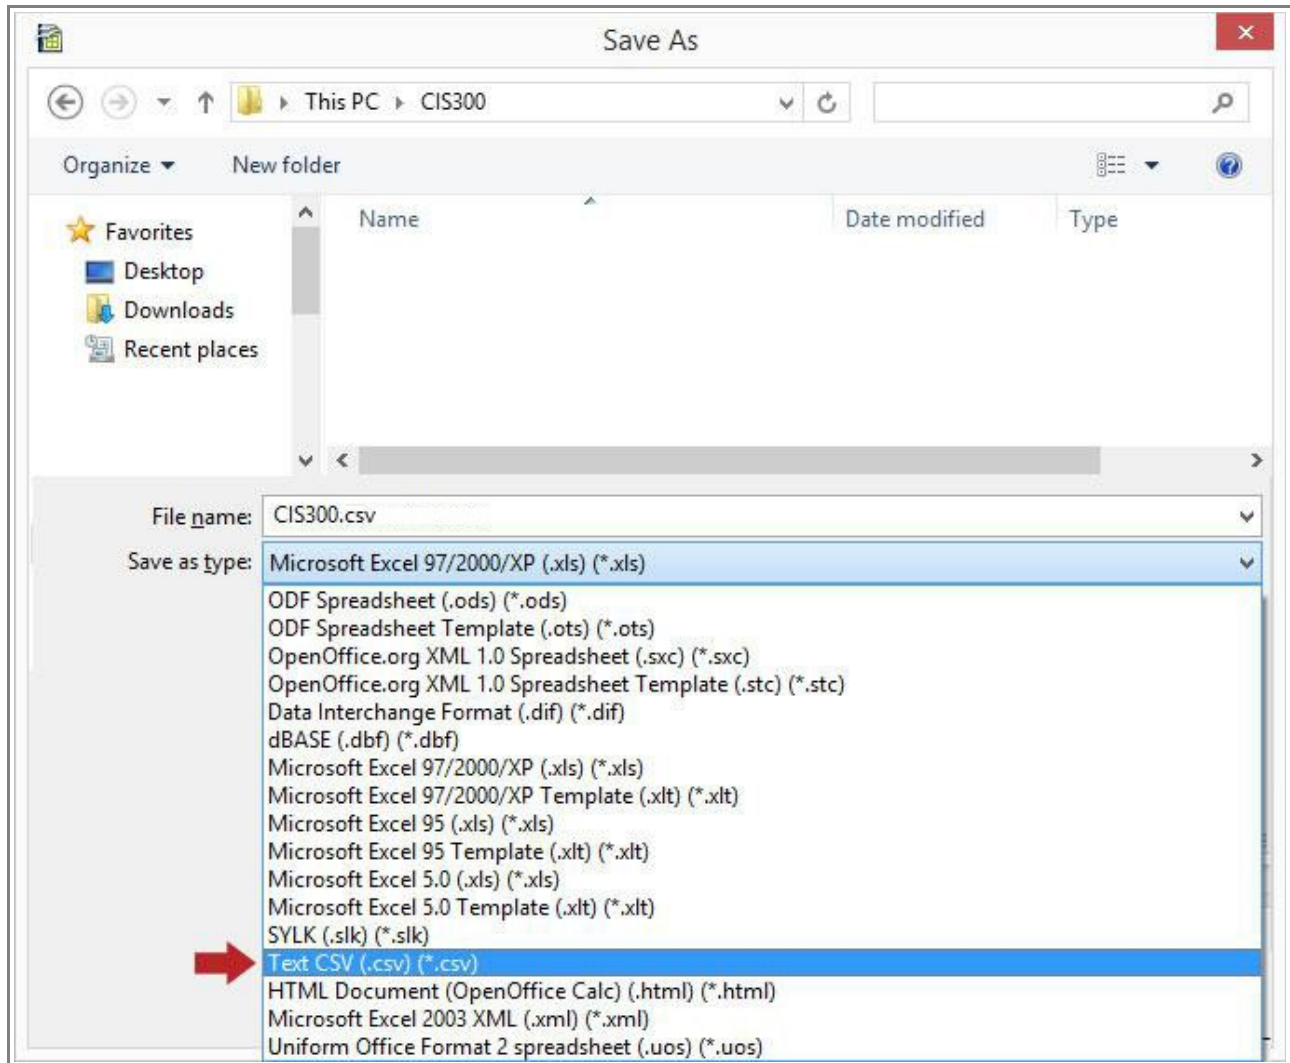 Save As
This PC CIS300
Organize New folder
Name Date modified Type
Favorites
Desktop
Downloads
Recent places
File name: CIS300.csv
Save as type: Microsoft Excel 97/2000/XP (.xls) (*.xls)
ODF Spreadsheet (.ods) (*.ods)
ODF Spreadsheet Template (.ots) (*.ots)
OpenOffice.org XML 1.0 Spreadsheet (.sxc) (*.sxc)
OpenOffice.org XML 1.0 Spreadsheet Template (.stc) (*.stc)
Data Interchange Format (.dif) (*.dif)
dBASE (.dbf) (*.dbf)
Microsoft Excel 97/2000/XP (.xls) (*.xls)
Microsoft Excel 97/2000/XP Template (.xlt) (*.xlt)
Microsoft Excel 95 (.xls) (*.xls)
Microsoft Excel 95 Template (.xlt) (*.xlt)
Microsoft Excel 5.0 (.xls) (*.xls)
Microsoft Excel 5.0 Template (.xlt) (*.xlt)
SYLK (.slk) (*.slk)
Text CSV (.csv) (*.csv)
HTML Document (OpenOffice Calc) (.html) (*.html)
Microsoft Excel 2003 XML (.xml) (*.xml)
Uniform Office Format 2 spreadsheet (.uos) (*.uos)